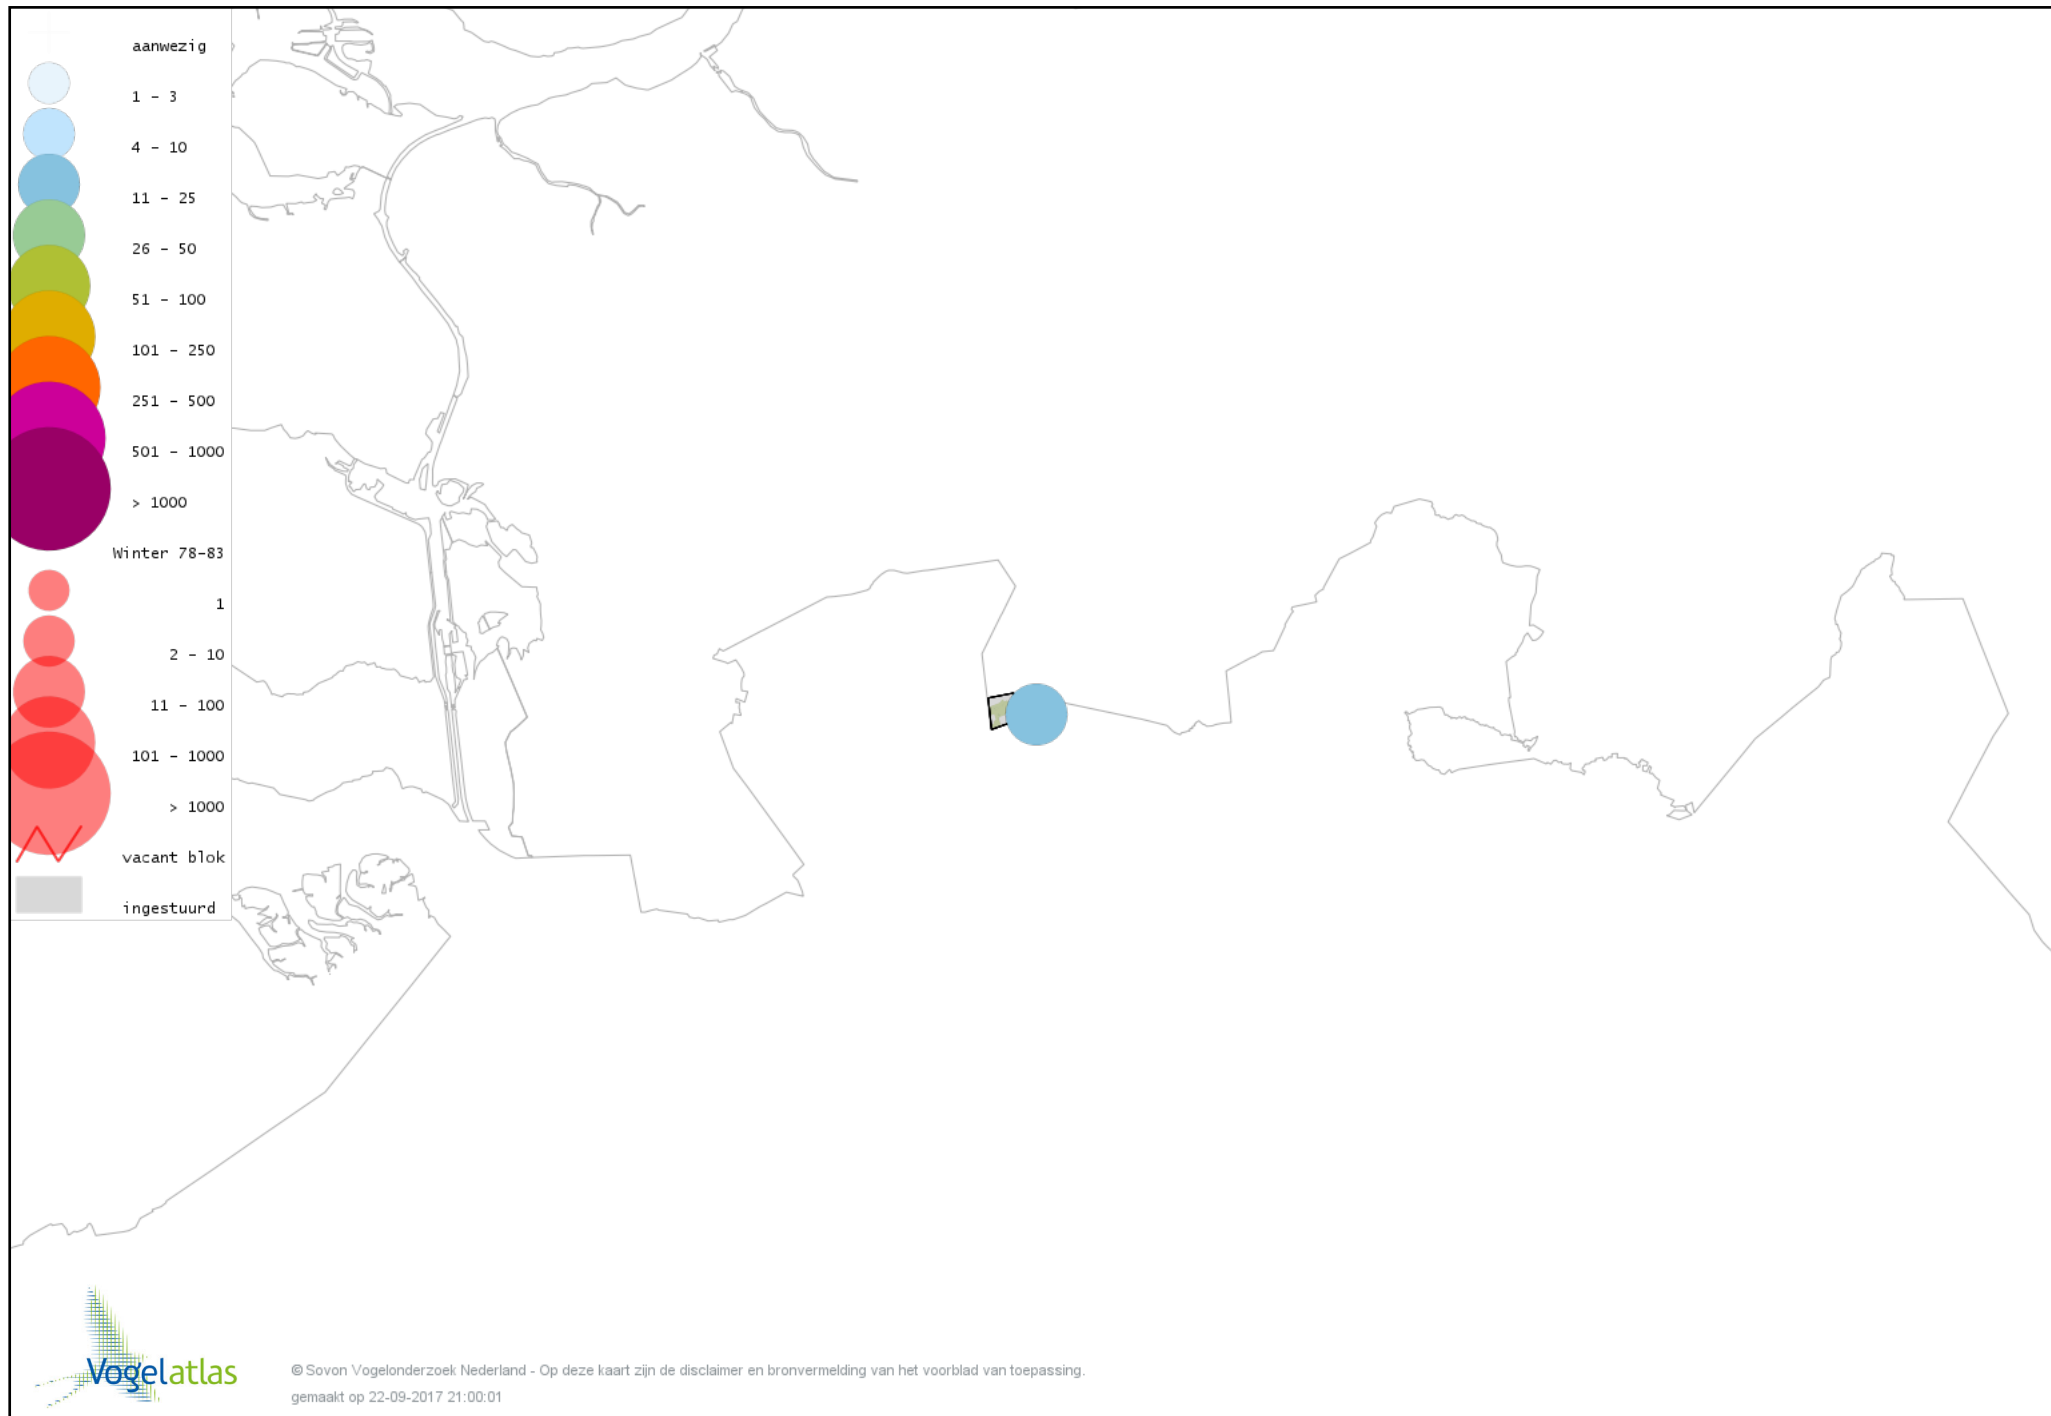 aanwezig
1 - 3
4 - 10
11 - 25
26 - 50
51 - 100
101 - 250
251 - 500
501 - 1000
> 1000
Winter 78-83
1
2 - 10
11 - 100
101 - 1000
> 1000
vacant blok
ingestuurd
Vogelatlas
© Sovon Vogelonderzoek Nederland - Op deze kaart zijn de disclaimer en bronvermelding van het voorblad van toepassing.
gemaakt op 22-09-2017 21:00:01